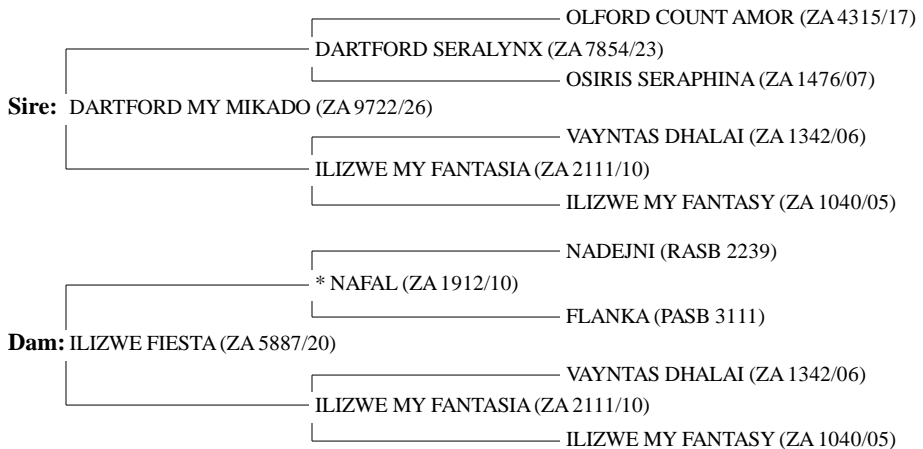 OLFORD COUNT AMOR (ZA 4315/17)
DARTFORD SERALYNX (ZA 7854/23)
OSIRIS SERAPHINA (ZA 1476/07)
Sire: DARTFORD MY MIKADO (ZA 9722/26)
VAYNTAS DHALAI (ZA 1342/06)
ILIZWE MY FANTASIA (ZA 2111/10)
ILIZWE MY FANTASY (ZA 1040/05)
NADEJNI (RASB 2239)
* NAFAL (ZA 1912/10)
FLANKA (PASB 3111)
Dam: ILIZWE FIESTA (ZA 5887/20)
VAYNTAS DHALAI (ZA 1342/06)
ILIZWE MY FANTASIA (ZA 2111/10)
ILIZWE MY FANTASY (ZA 1040/05)